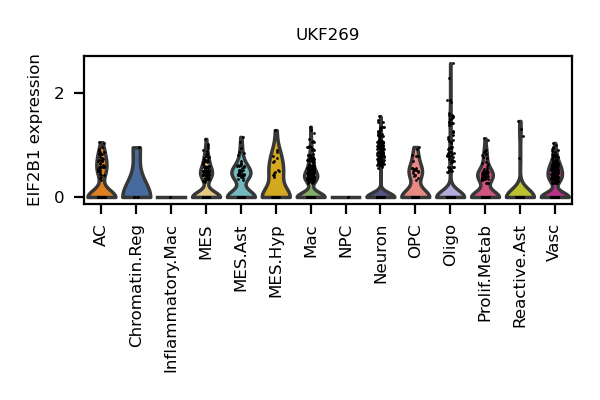 UKF269
EIF2B1 expression
2
0
AC
Chromatin.Reg
Inflammatory.Mac
MES
MES.Ast
MES.Hyp
Mac
NPC
Neuron
OPC
Oligo
Prolif.Metab
Reactive.Ast
Vasc